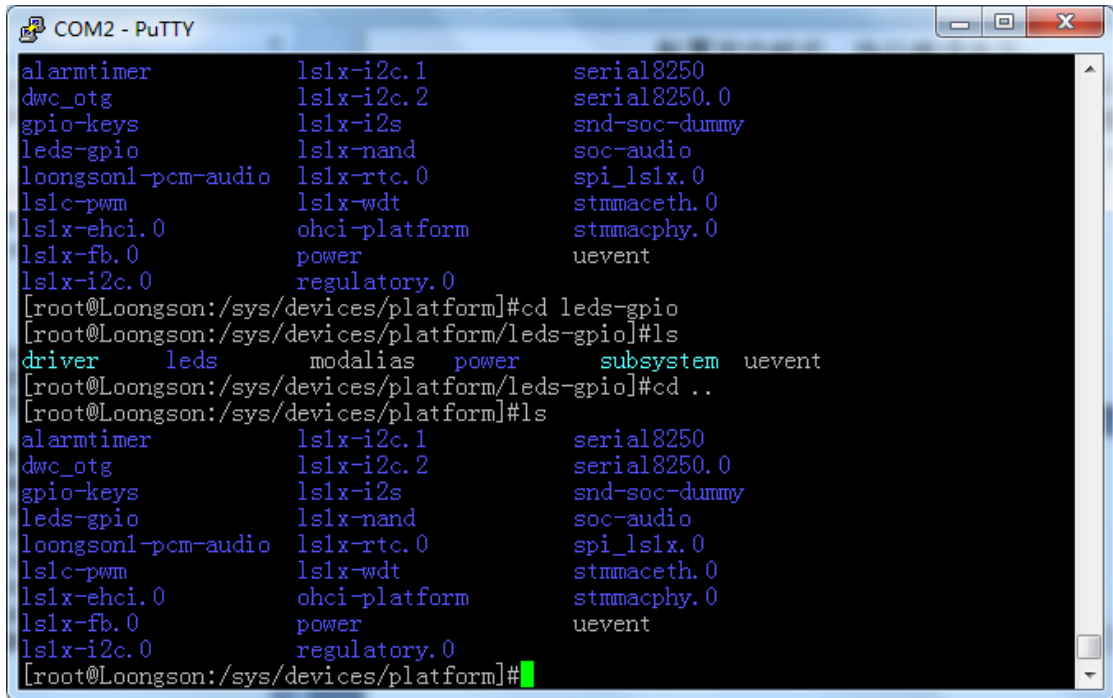 COM2 - PuTTY
alarmtimer ls1x-i2c.1 serial8250
dwc_otg ls1x-i2c.2 serial8250.0
gpio-keys ls1x-i2s snd-soc-dummy
leds-gpio ls1x-nand soc-audio
loongson1-pcm-audio ls1x-rtc.0 spi_ls1x.0
ls1c-pwm ls1x-wdt stmmaceth.0
ls1x-ehci.0 ohci-platform stmmacphy.0
ls1x-fb.0 power uevent
ls1x-i2c.0 regulatory.0
[root@Loongson:/sys/devices/platform]#cd leds-gpio
[root@Loongson:/sys/devices/platform/leds-gpio]#ls
driver leds modalias power subsystem uevent
[root@Loongson:/sys/devices/platform/leds-gpio]#cd ..
[root@Loongson:/sys/devices/platform]#ls
alarmtimer ls1x-i2c.1 serial8250
dwc_otg ls1x-i2c.2 serial8250.0
gpio-keys ls1x-i2s snd-soc-dummy
leds-gpio ls1x-nand soc-audio
loongson1-pcm-audio ls1x-rtc.0 spi_ls1x.0
ls1c-pwm ls1x-wdt stmmaceth.0
ls1x-ehci.0 ohci-platform stmmacphy.0
ls1x-fb.0 power uevent
ls1x-i2c.0 regulatory.0
[root@Loongson:/sys/devices/platform]#